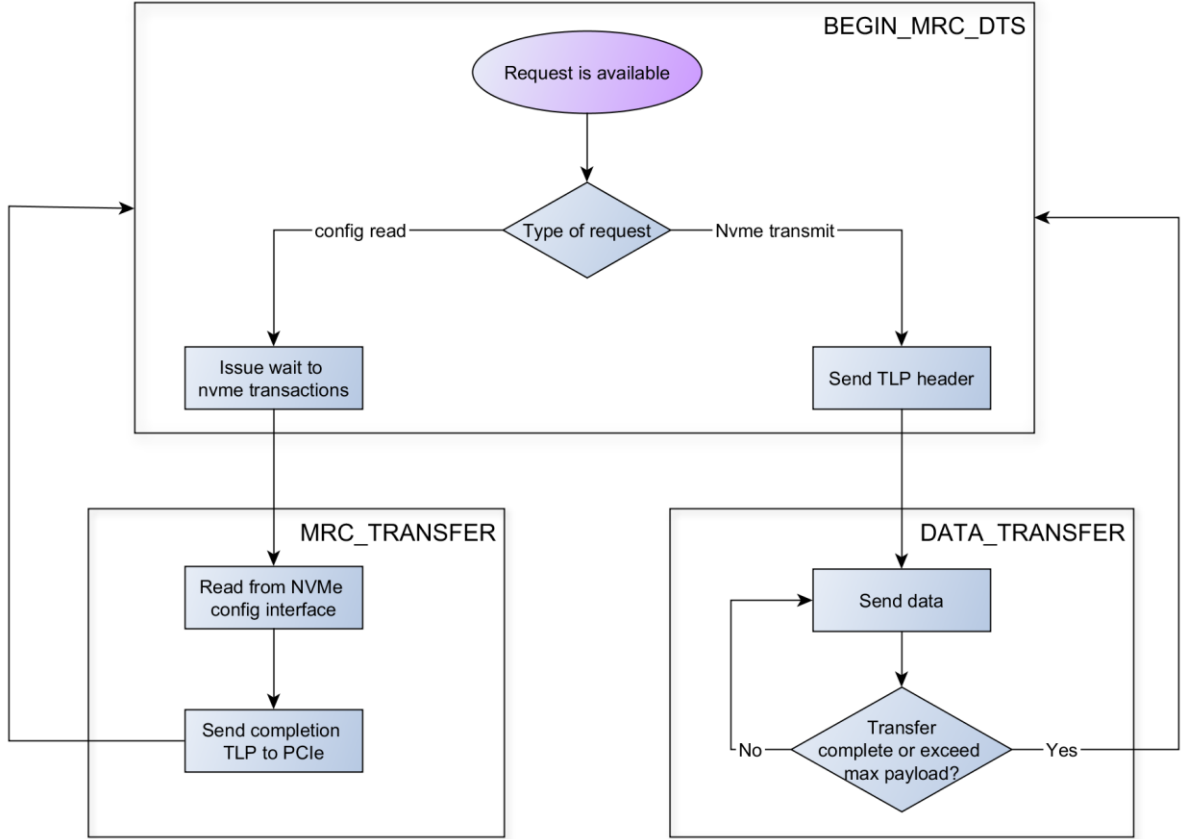 BEGIN_MRC_DTS
Request is available
Type of request
config read
Nvme transmit
Issue wait to
nvme transactions
Send TLP header
MRC_TRANSFER
Read from NVMe
config interface
Send completion
TLP to PCIe
DATA_TRANSFER
Send data
Transfer
complete or exceed
max payload?
No
Yes